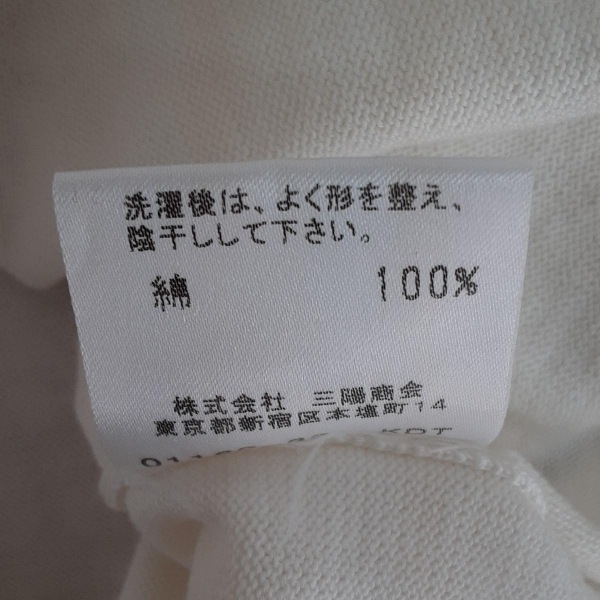 洗濯後は、よく形を整え、
陰干しして下さい。
綿 100%
株式会社 三陽商会
東京都新宿区本塩町14
KDT